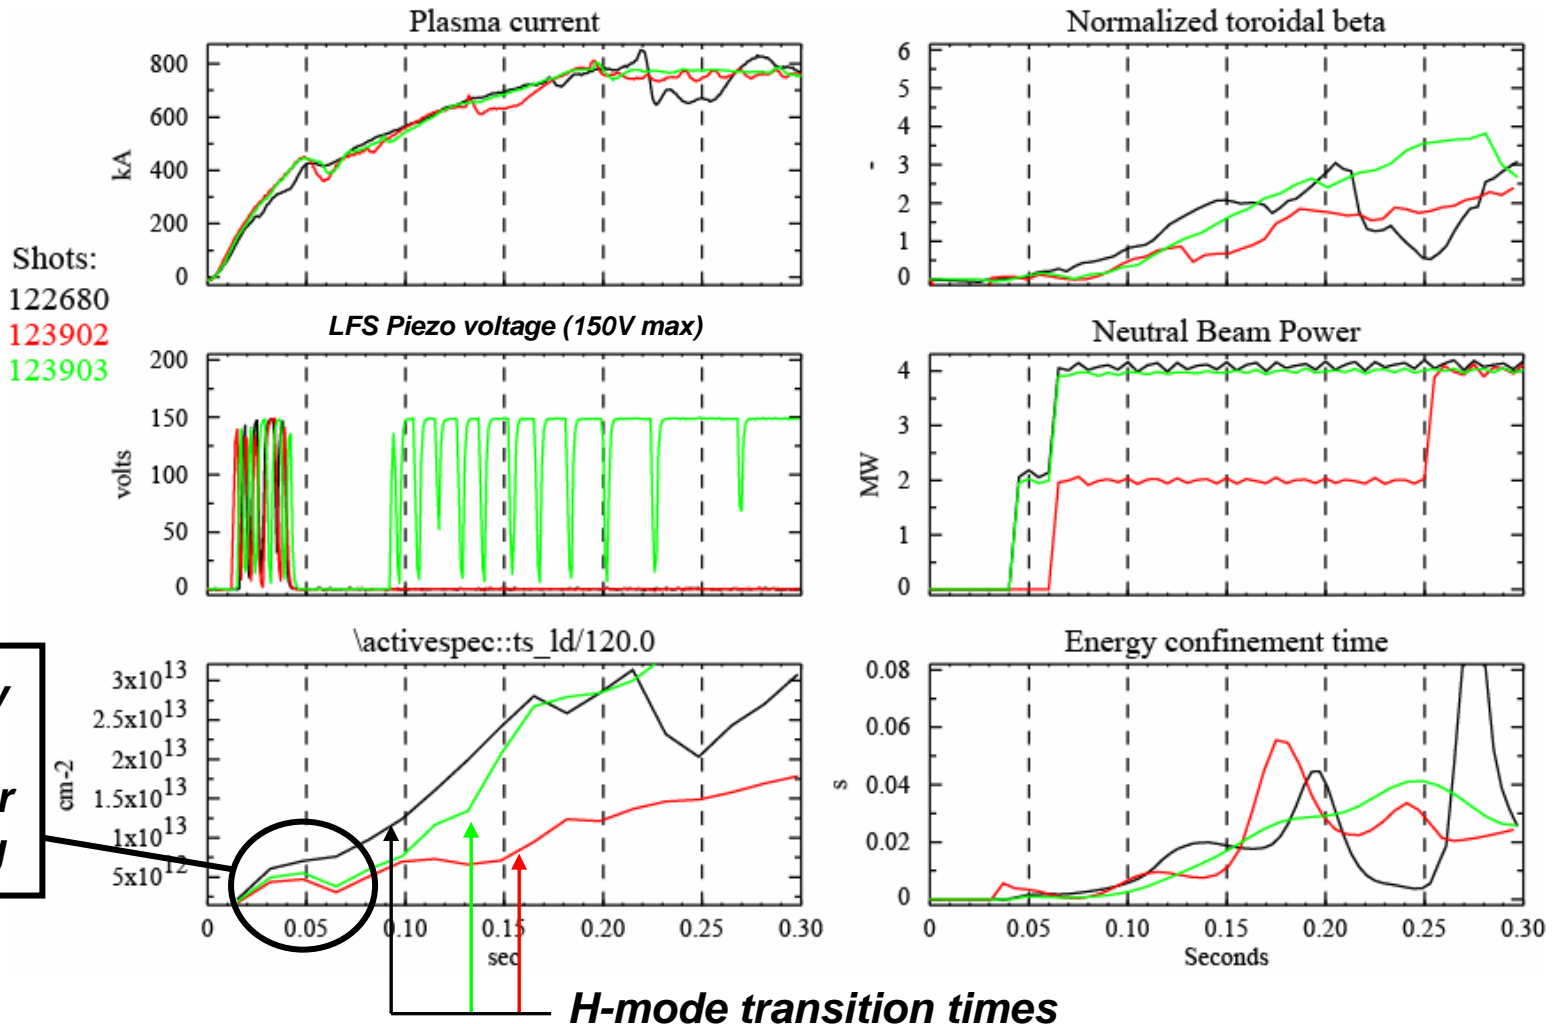 Plasma current
800
600
400
200
0
kA
Normalized toroidal beta
6
5
4
3
2
1
0
-
Shots:
122680
123902
123903
LFS Piezo voltage (150V max)
200
150
100
50
0
volts
Neutral Beam Power
4
3
2
1
0
MW
\activespec::ts_ld/120.0
3x10^13
2.5x10^13
2x10^13
1.5x10^13
1x10^13
5x10^12
cm-2
0 0.05 0.10 0.15 0.20 0.25 0.30
sec
Energy confinement time
0.08
0.06
0.04
0.02
0
s
0 0.05 0.10 0.15 0.20 0.25 0.30
Seconds
H-mode transition times